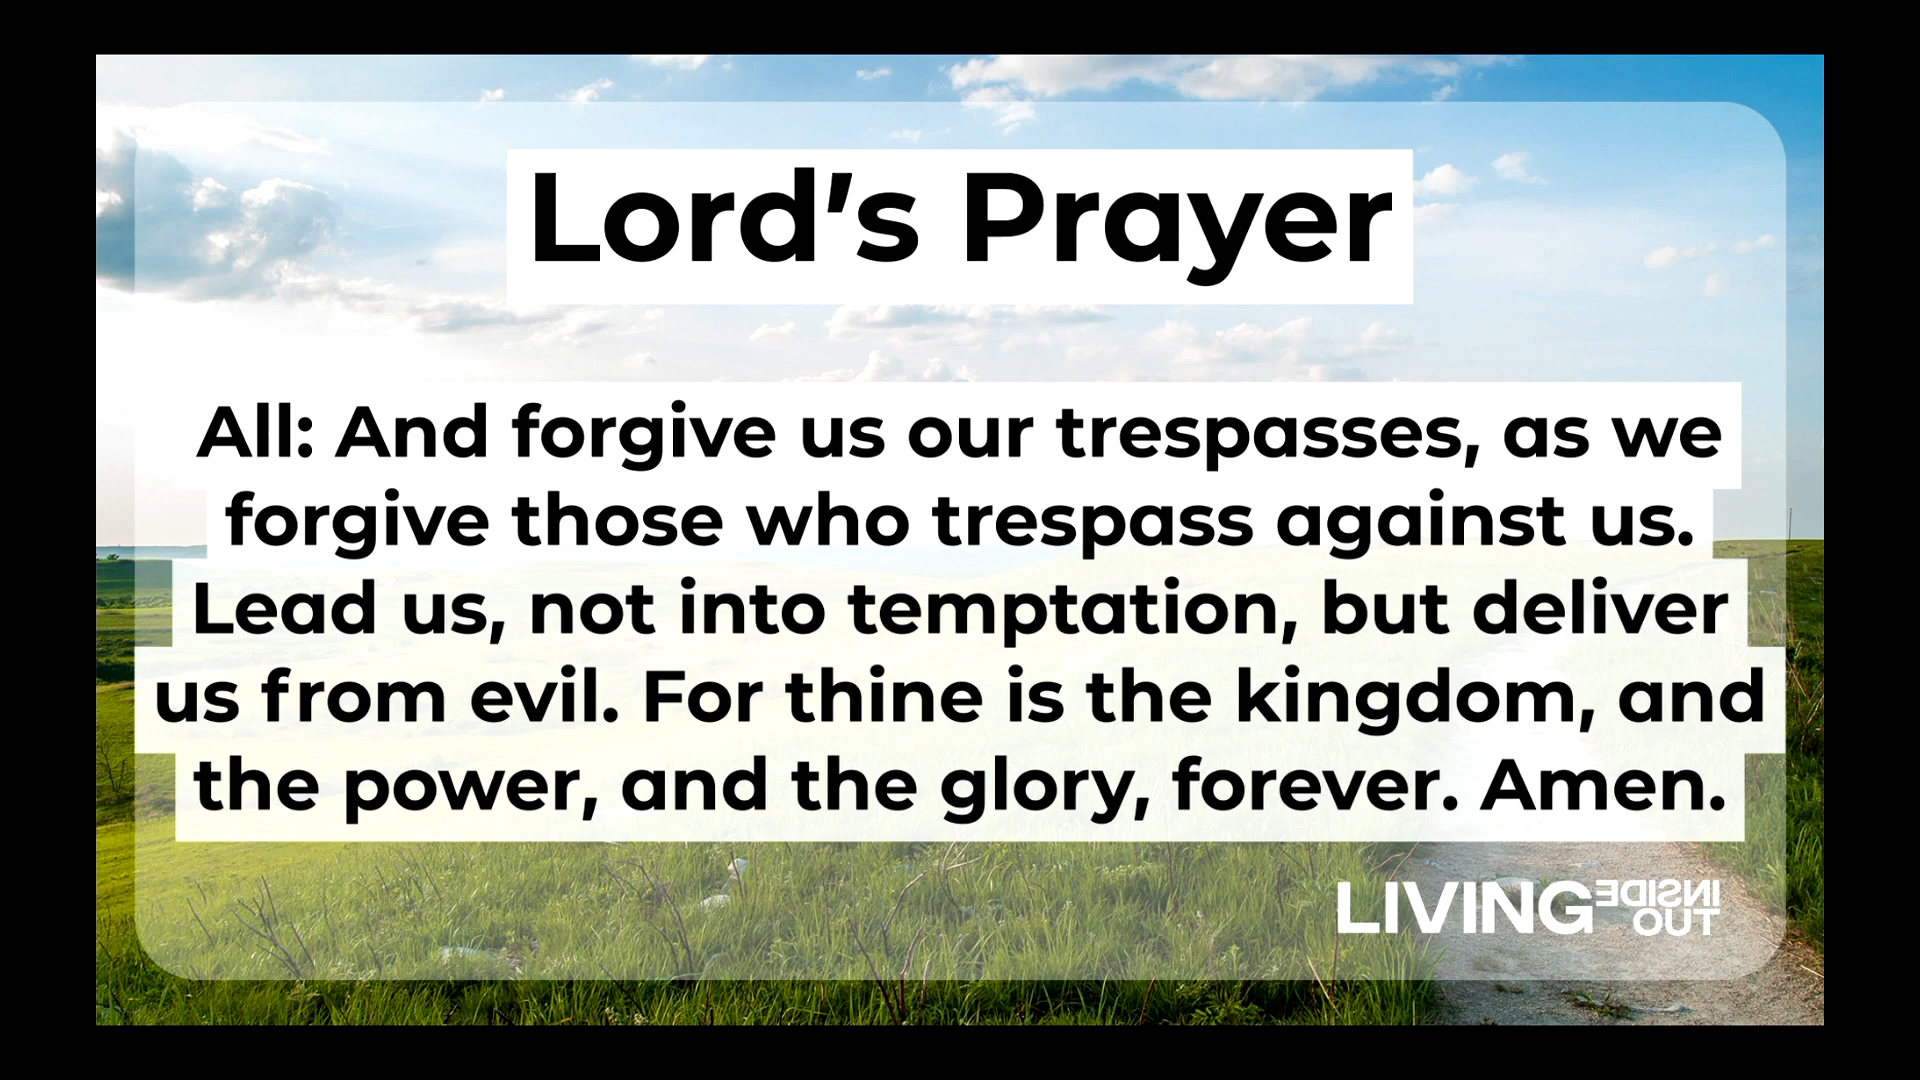 Lord's Prayer
All: And forgive us our trespasses, as we
forgive those who trespass against us.
Lead us, not into temptation, but deliver
us from evil. For thine is the kingdom, and
the power, and the glory, forever. Amen.
LIVING INSIDE
OUT